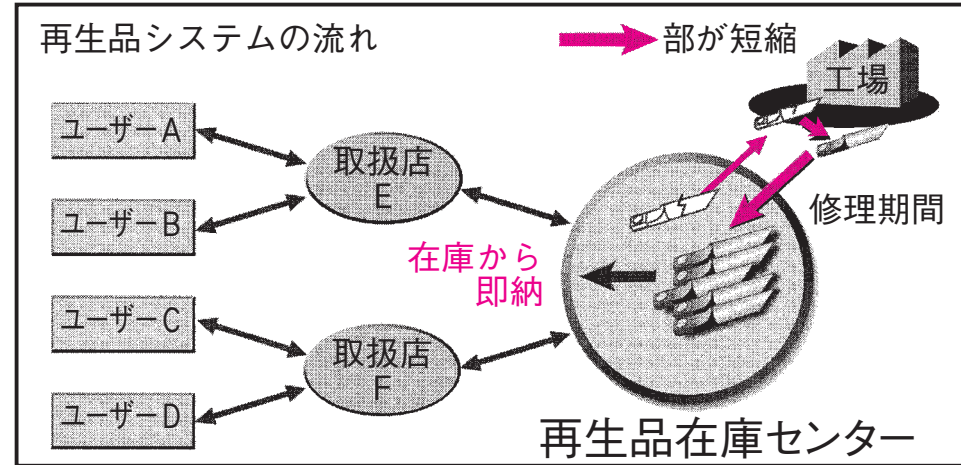 再生品システムの流れ
部が短縮
工場
ユーザーA
取扱店
E
ユーザーB
修理期間
在庫から
即納
ユーザーC
取扱店
F
ユーザーD
再生品在庫センター